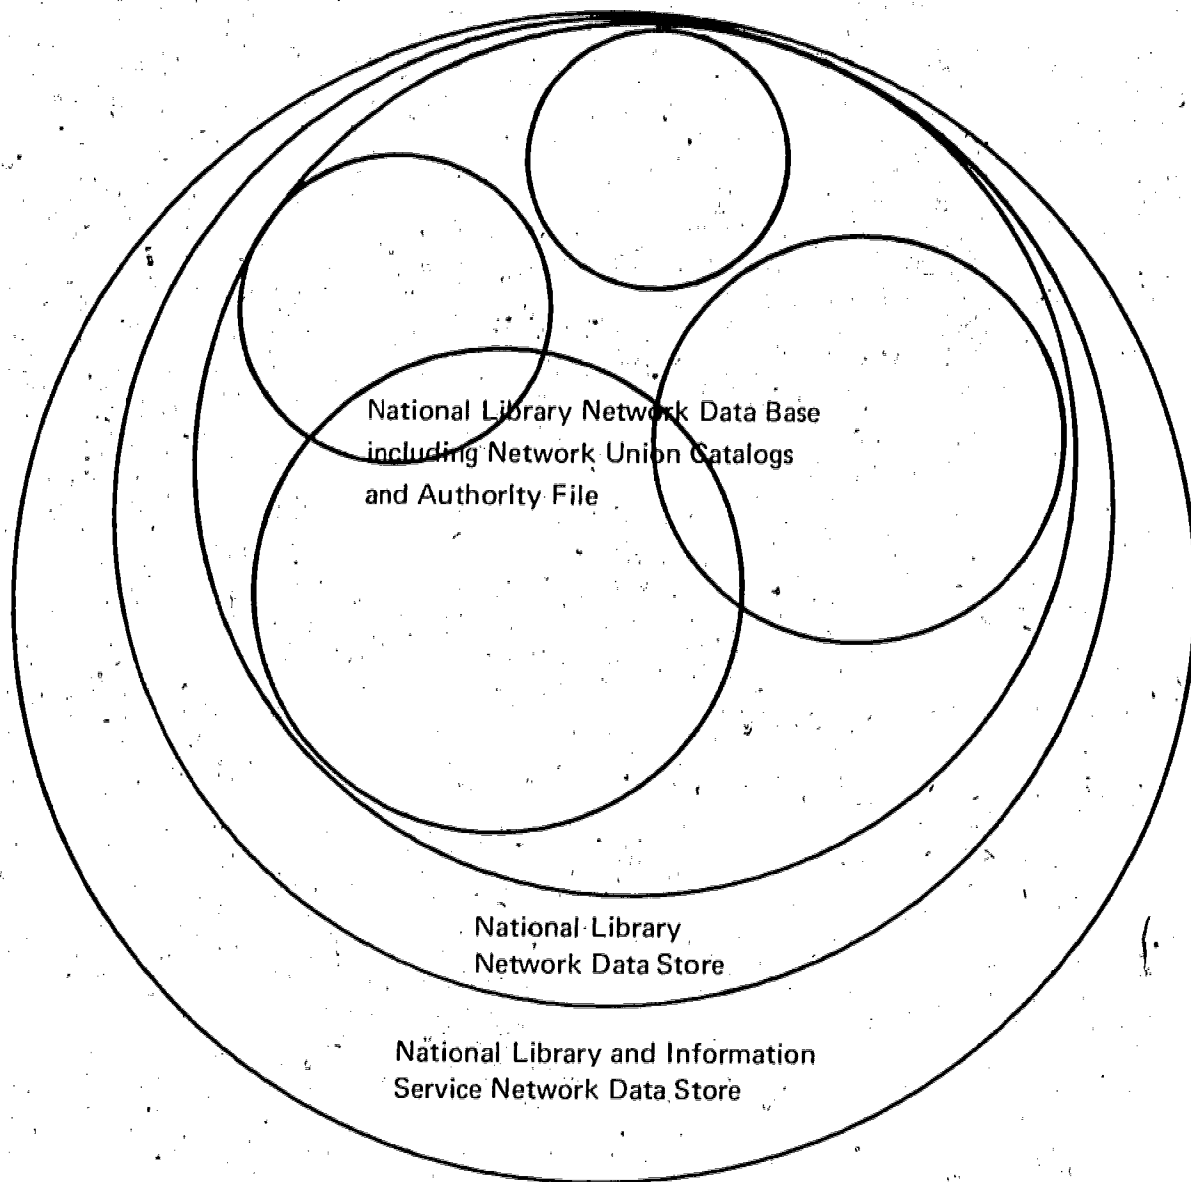 National Library Network Data Base
including Network Union Catalogs
and Authority File
National Library
Network Data Store
National Library and Information
Service Network Data Store